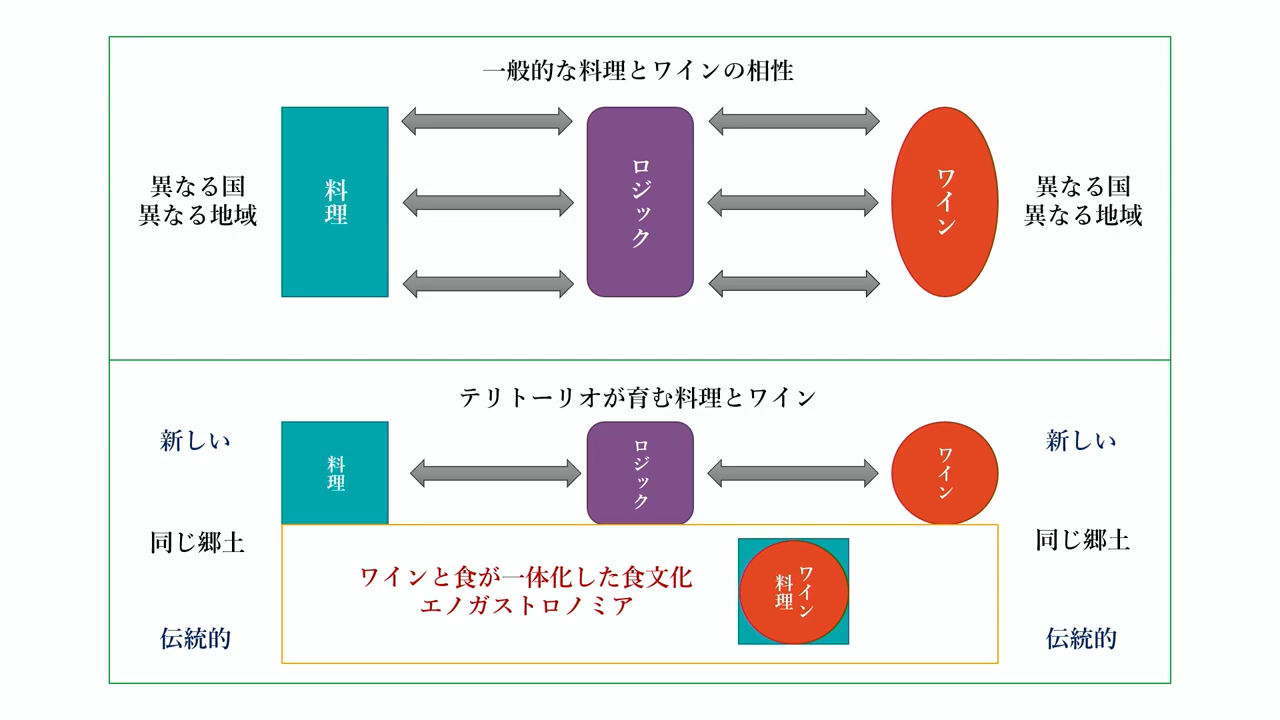 一般的な料理とワインの相性
異なる国
異なる地域
料理
ロジック
ワイン
異なる国
異なる地域
テリトーリオが育む料理とワイン
新しい
料理
ロジック
ワイン
新しい
同じ郷土
同じ郷土
ワインと食が一体化した食文化
エノガストロノミア
ワイン
料理
伝統的
伝統的